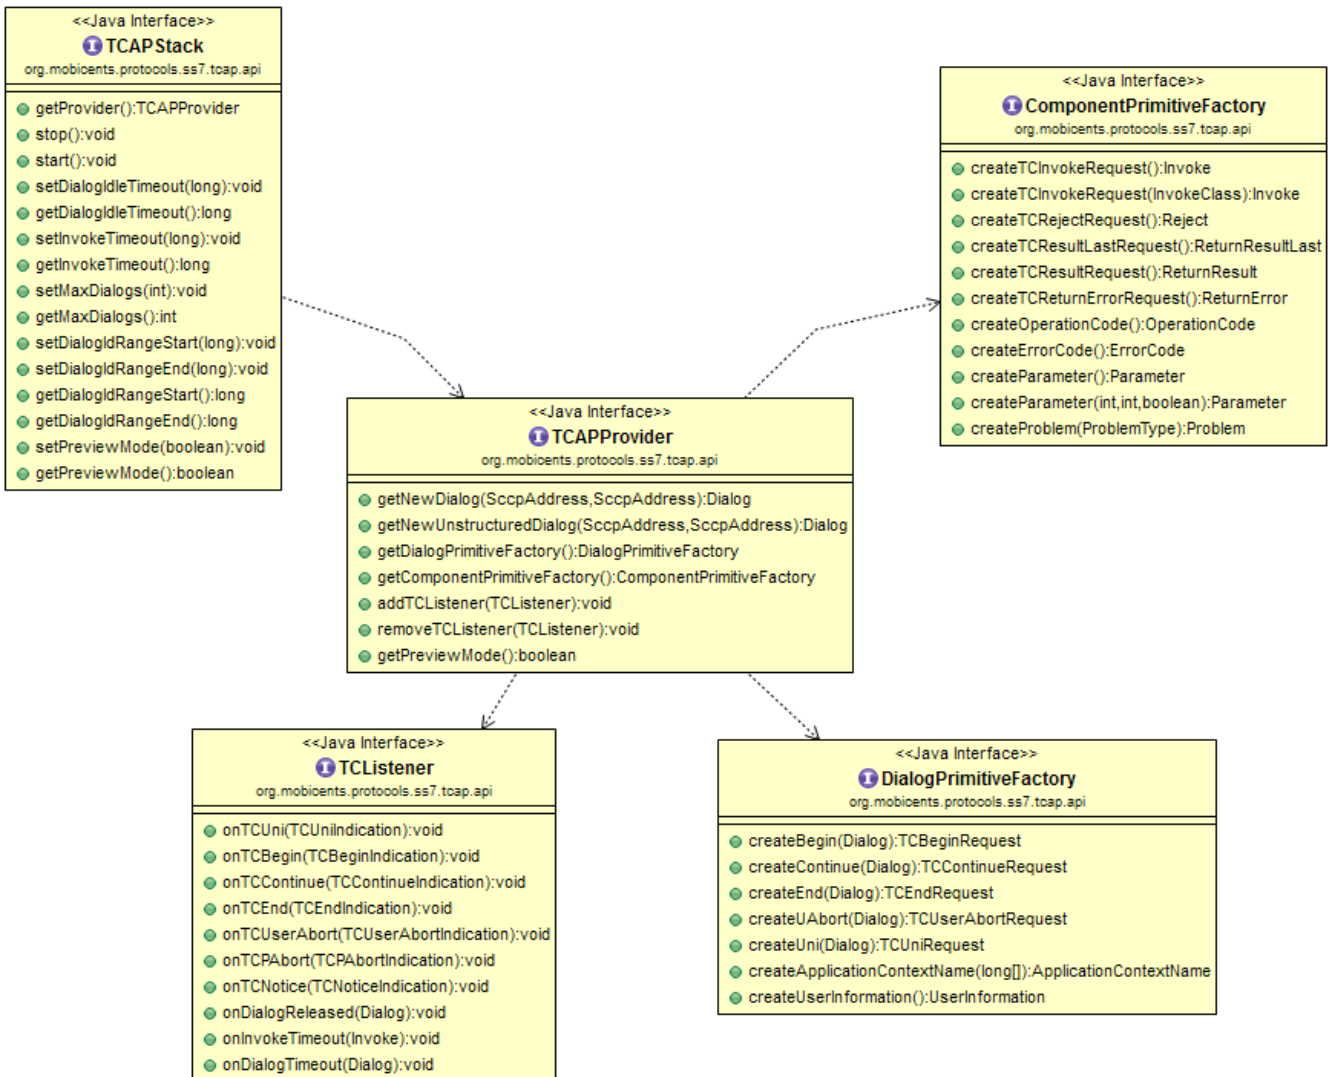 <<Java Interface>>
TCAPStack
org.mobicents.protocols.ss7.tcap.api
getProvider():TCAPProvider
stop():void
start():void
setDialogIdleTimeout(long):void
getDialogIdleTimeout():long
setInvokeTimeout(long):void
getInvokeTimeout():long
setMaxDialogs(int):void
getMaxDialogs():int
setDialogIdRangeStart(long):void
setDialogIdRangeEnd(long):void
getDialogIdRangeStart():long
getDialogIdRangeEnd():long
setPreviewMode(boolean):void
getPreviewMode():boolean
<<Java Interface>>
ComponentPrimitiveFactory
org.mobicents.protocols.ss7.tcap.api
createTCInvokeRequest():Invoke
createTCInvokeRequest(InvokeClass):Invoke
createTCRejectRequest():Reject
createTCResultLastRequest():ReturnResultLast
createTCResultRequest():ReturnResult
createTCReturnErrorRequest():ReturnError
createOperationCode():OperationCode
createErrorCode():ErrorCode
createParameter():Parameter
createParameter(int,int,boolean):Parameter
createProblem(ProblemType):Problem
<<Java Interface>>
TCAPProvider
org.mobicents.protocols.ss7.tcap.api
getNewDialog(SccpAddress,SccpAddress):Dialog
getNewUnstructuredDialog(SccpAddress,SccpAddress):Dialog
getDialogPrimitiveFactory():DialogPrimitiveFactory
getComponentPrimitiveFactory():ComponentPrimitiveFactory
addTCListener(TCListener):void
removeTCListener(TCListener):void
getPreviewMode():boolean
<<Java Interface>>
TCListener
org.mobicents.protocols.ss7.tcap.api
onTCUni(TCUniIndication):void
onTCBegin(TCBeginIndication):void
onTCContinue(TCContinueIndication):void
onTCEnd(TCEndIndication):void
onTCUserAbort(TCUserAbortIndication):void
onTCPAbort(TCPAbortIndication):void
onTCNotice(TCNoticeIndication):void
onDialogReleased(Dialog):void
onInvokeTimeout(Invoke):void
onDialogTimeout(Dialog):void
<<Java Interface>>
DialogPrimitiveFactory
org.mobicents.protocols.ss7.tcap.api
createBegin(Dialog):TCBeginRequest
createContinue(Dialog):TCContinueRequest
createEnd(Dialog):TCEndRequest
createUAbort(Dialog):TCUserAbortRequest
createUni(Dialog):TCUniRequest
createApplicationContextName(long[]):ApplicationContextName
createUserInformation():UserInformation